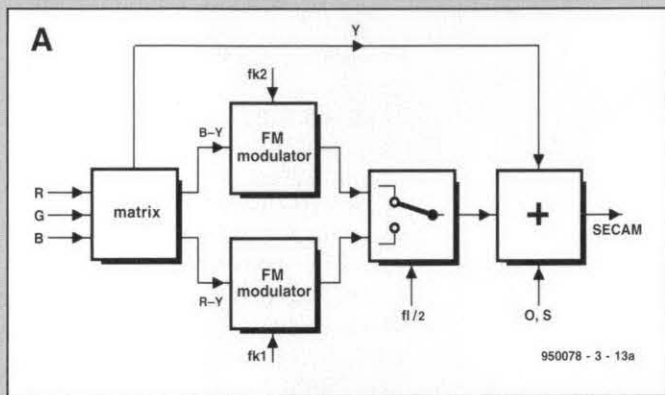 A
Y
fk2
B–Y
FM
modulator
R
G
B
matrix
FM
modulator
R–Y
fk1
fl/2
+
SECAM
O, S
950078 - 3 - 13a